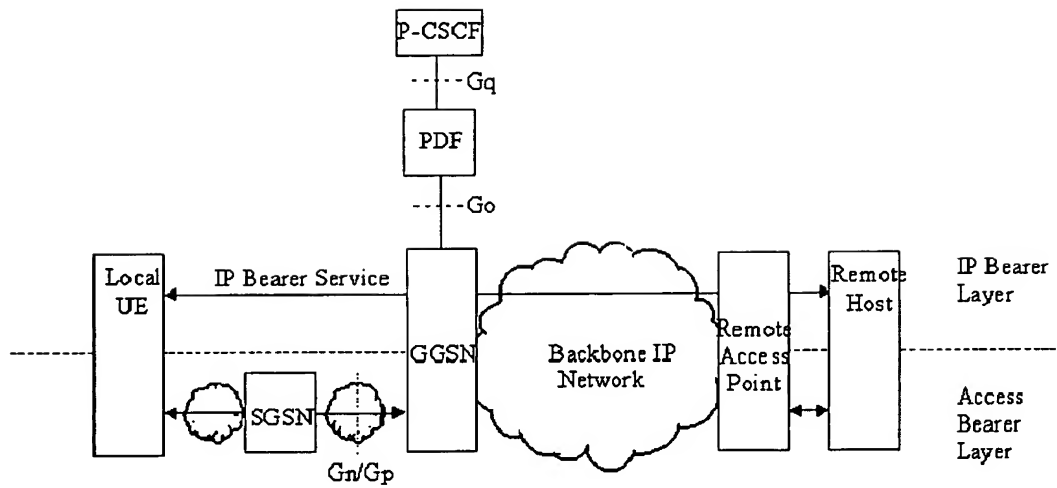 P-CSCF
Gq
PDF
Go
Local
UE
IP Bearer Service
Remote
Host
IP Bearer
Layer
GGSN
Backbone IP
Network
Remote
Access
Point
SGSN
Gn/Gp
Access
Bearer
Layer